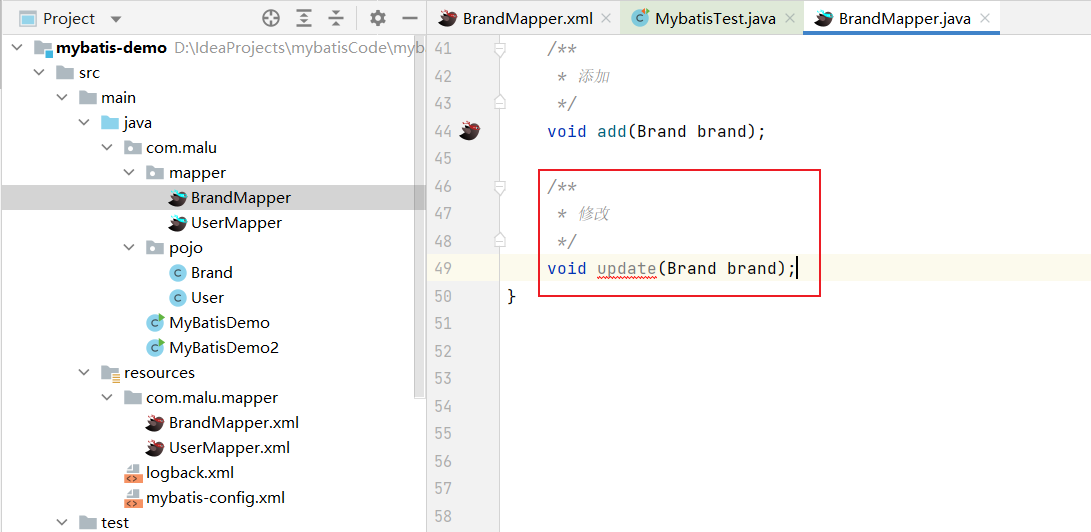 Project
BrandMapper.xml
MybatisTest.java
BrandMapper.java
mybatis-demo D:\IdeaProjects\mybatisCode\myb
src
main
java
com.malu
mapper
BrandMapper
UserMapper
pojo
Brand
User
MyBatisDemo
MyBatisDemo2
resources
com.malu.mapper
BrandMapper.xml
UserMapper.xml
logback.xml
mybatis-config.xml
test
41 /**
42 * 添加
43 */
44 void add(Brand brand);
45
46 /**
47 * 修改
48 */
49 void update(Brand brand);
50 }
51
52
53
54
55
56
57
58